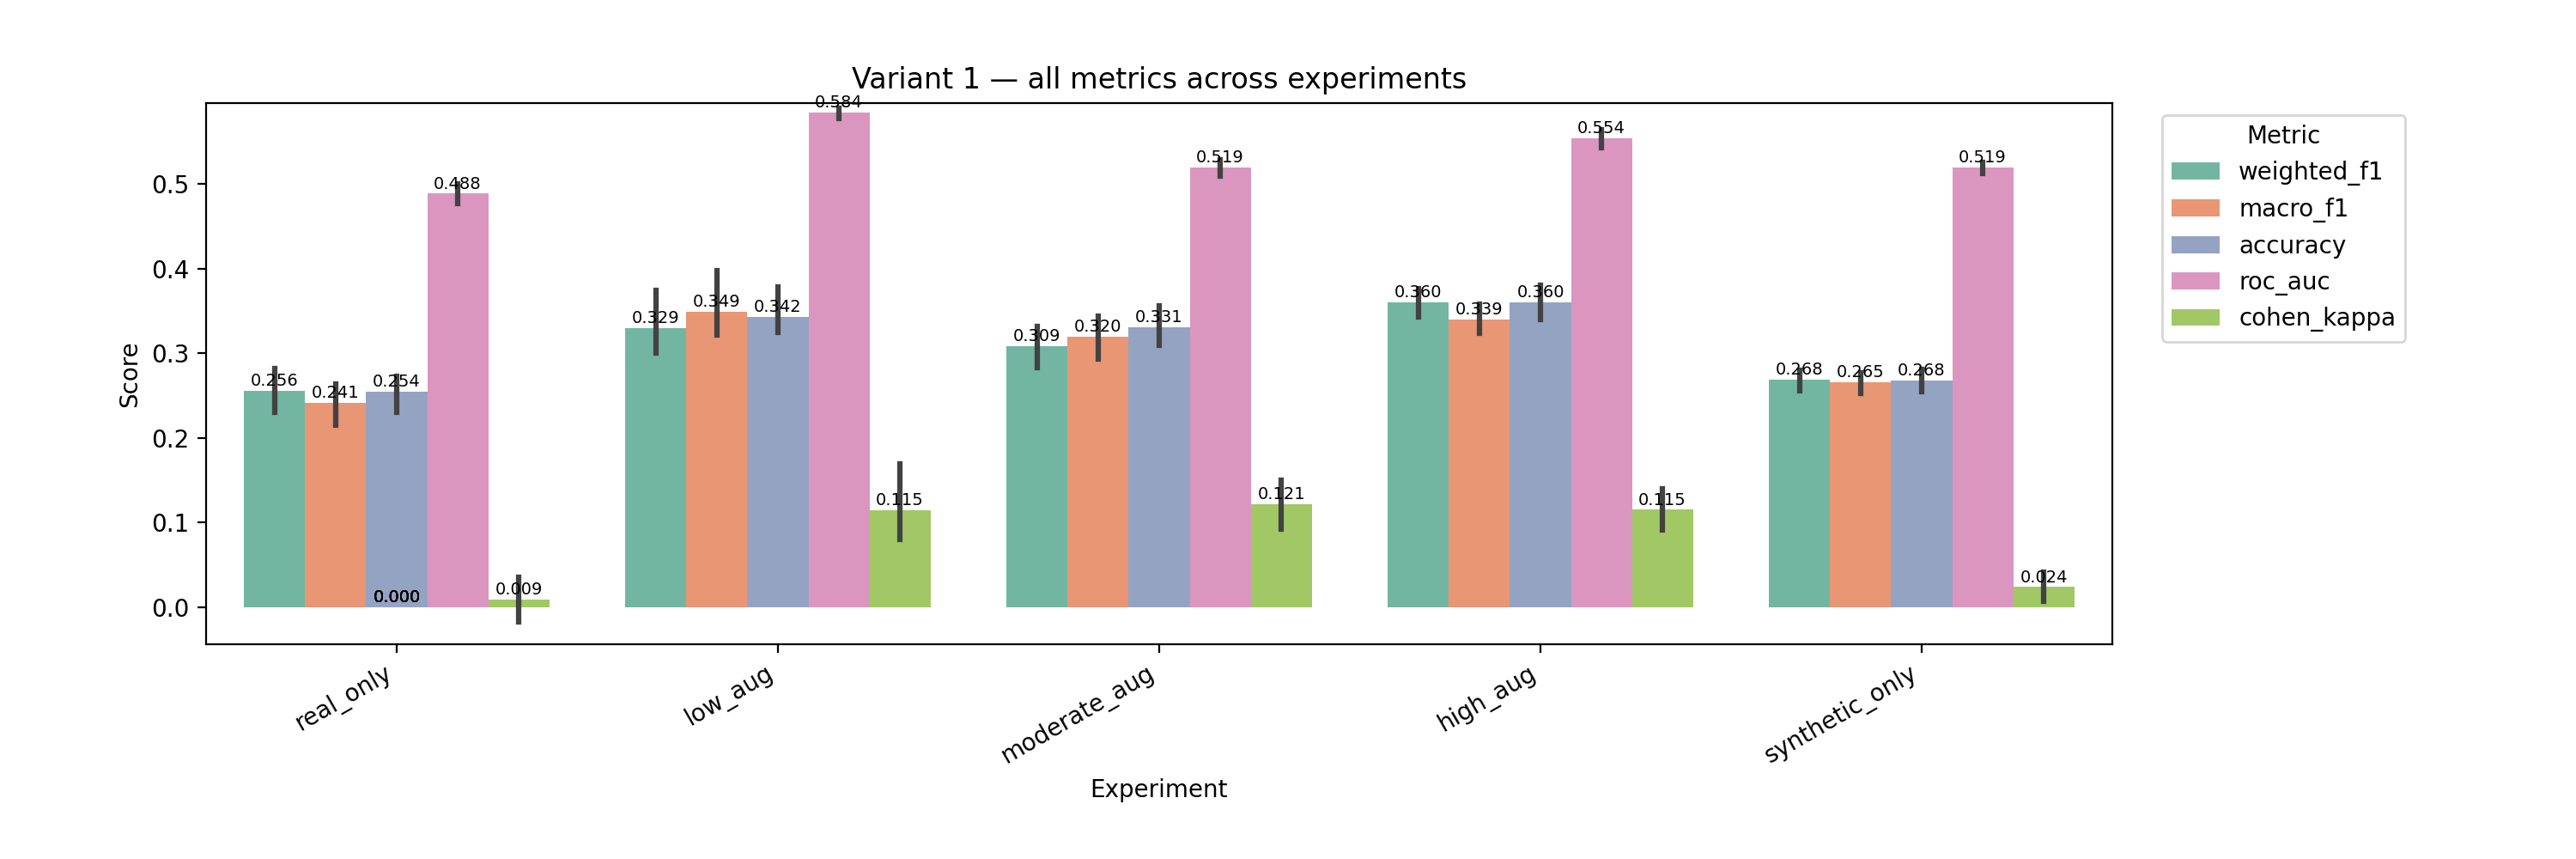 Variant 1 — all metrics across experiments
Score
0.5
0.4
0.3
0.2
0.1
0.0
0.256
0.241
0.254
0.000
0.488
0.009
0.329
0.349
0.342
0.584
0.115
0.309
0.320
0.331
0.519
0.121
0.360
0.339
0.360
0.554
0.115
0.268
0.265
0.268
0.519
0.024
real_only
low_aug
moderate_aug
high_aug
synthetic_only
Experiment
Metric
weighted_f1
macro_f1
accuracy
roc_auc
cohen_kappa